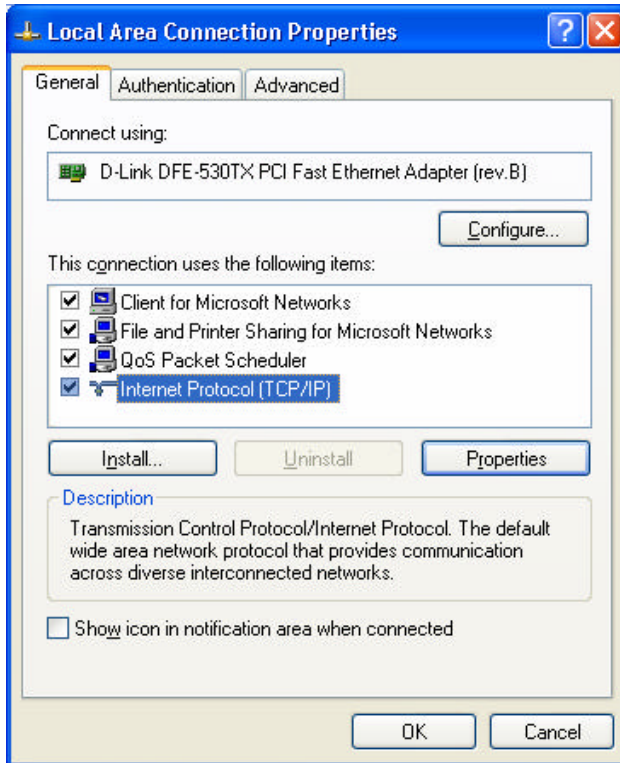 Local Area Connection Properties
General Authentication Advanced
Connect using:
D-Link DFE-530TX PCI Fast Ethernet Adapter (rev.B)
Configure...
This connection uses the following items:
Client for Microsoft Networks
File and Printer Sharing for Microsoft Networks
QoS Packet Scheduler
Internet Protocol (TCP/IP)
Install... Uninstall Properties
Description
Transmission Control Protocol/Internet Protocol. The default
wide area network protocol that provides communication
across diverse interconnected networks.
Show icon in notification area when connected
OK Cancel